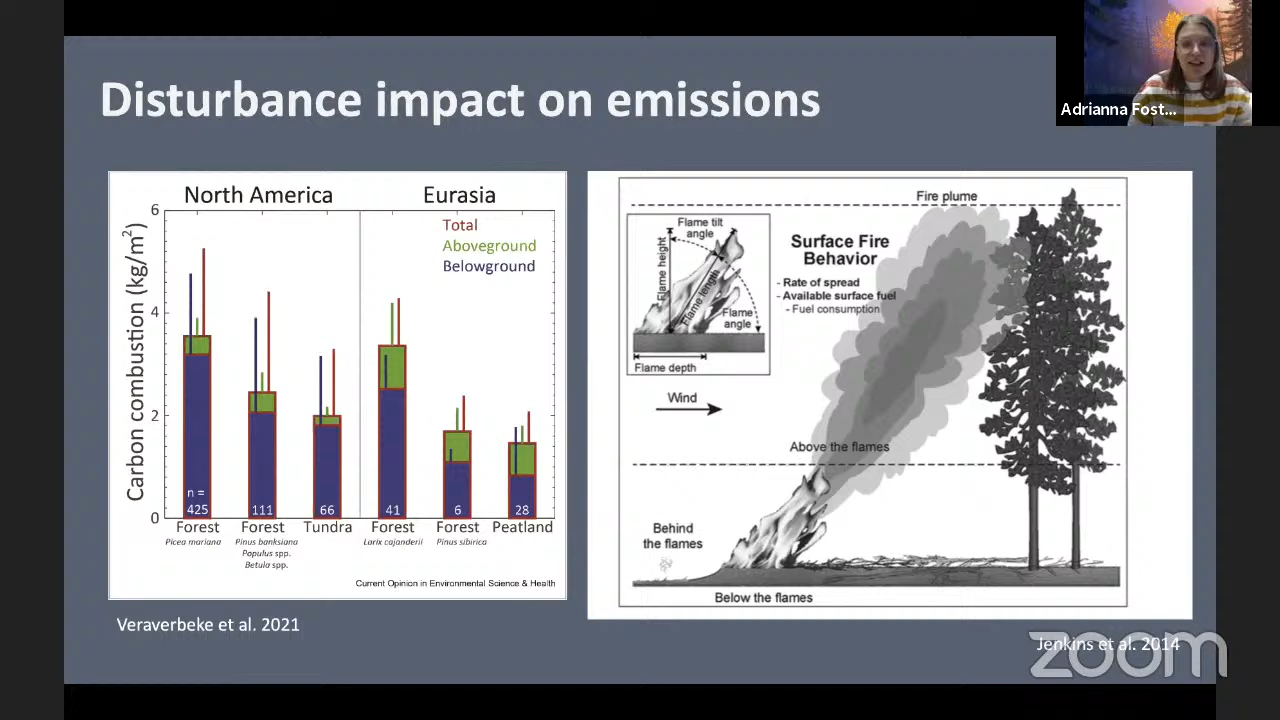 Disturbance impact on emissions
Adrianna Fost...
North America
Eurasia
Carbon combustion (kg/m2)
6
4
2
0
Total
Aboveground
Belowground
n =
425
111
66
41
6
28
Forest
Picea mariana
Forest
Pinus banksiana
Populus spp.
Betula spp.
Tundra
Forest
Larix cajanderii
Forest
Pinus sibirica
Peatland
Current Opinion in Environmental Science & Health
Veraverbeke et al. 2021
Fire plume
Flame tilt
angle
Flame height
Flame length
Flame
angle
Flame depth
Surface Fire
Behavior
- Rate of spread
- Available surface fuel
- Fuel consumption
Wind
Above the flames
Behind
the flames
Below the flames
Jenkins et al. 2014
zoom